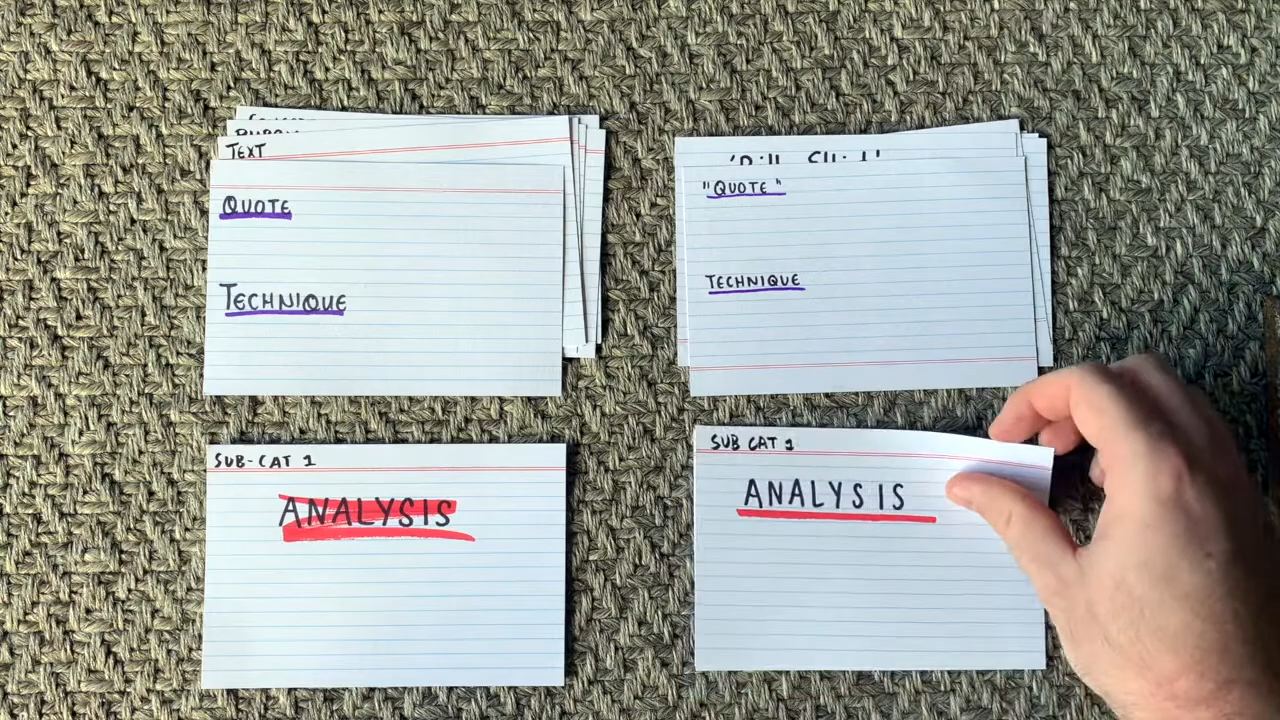 TEXT
QUOTE
TECHNIQUE
"QUOTE"
TECHNIQUE
SUB-CAT 1
ANALYSIS
SUB CAT 1
ANALYSIS